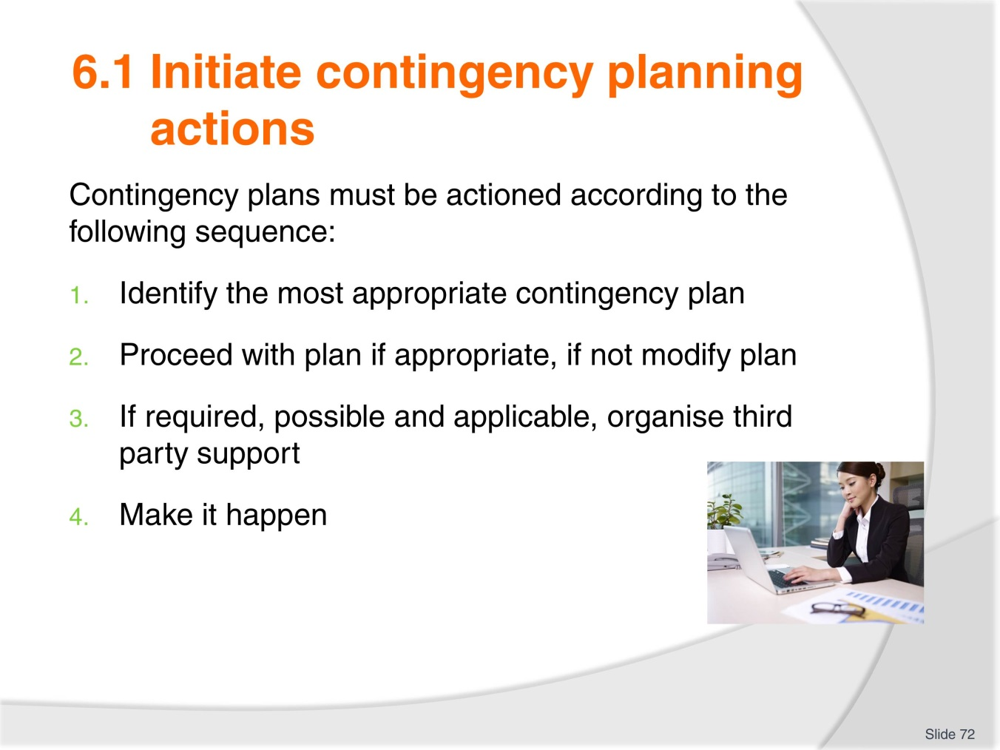 6.1 Initiate contingency planning
actions
Contingency plans must be actioned according to the
following sequence:
1. Identify the most appropriate contingency plan
2. Proceed with plan if appropriate, if not modify plan
3. If required, possible and applicable, organise third
party support
4. Make it happen
Slide 72